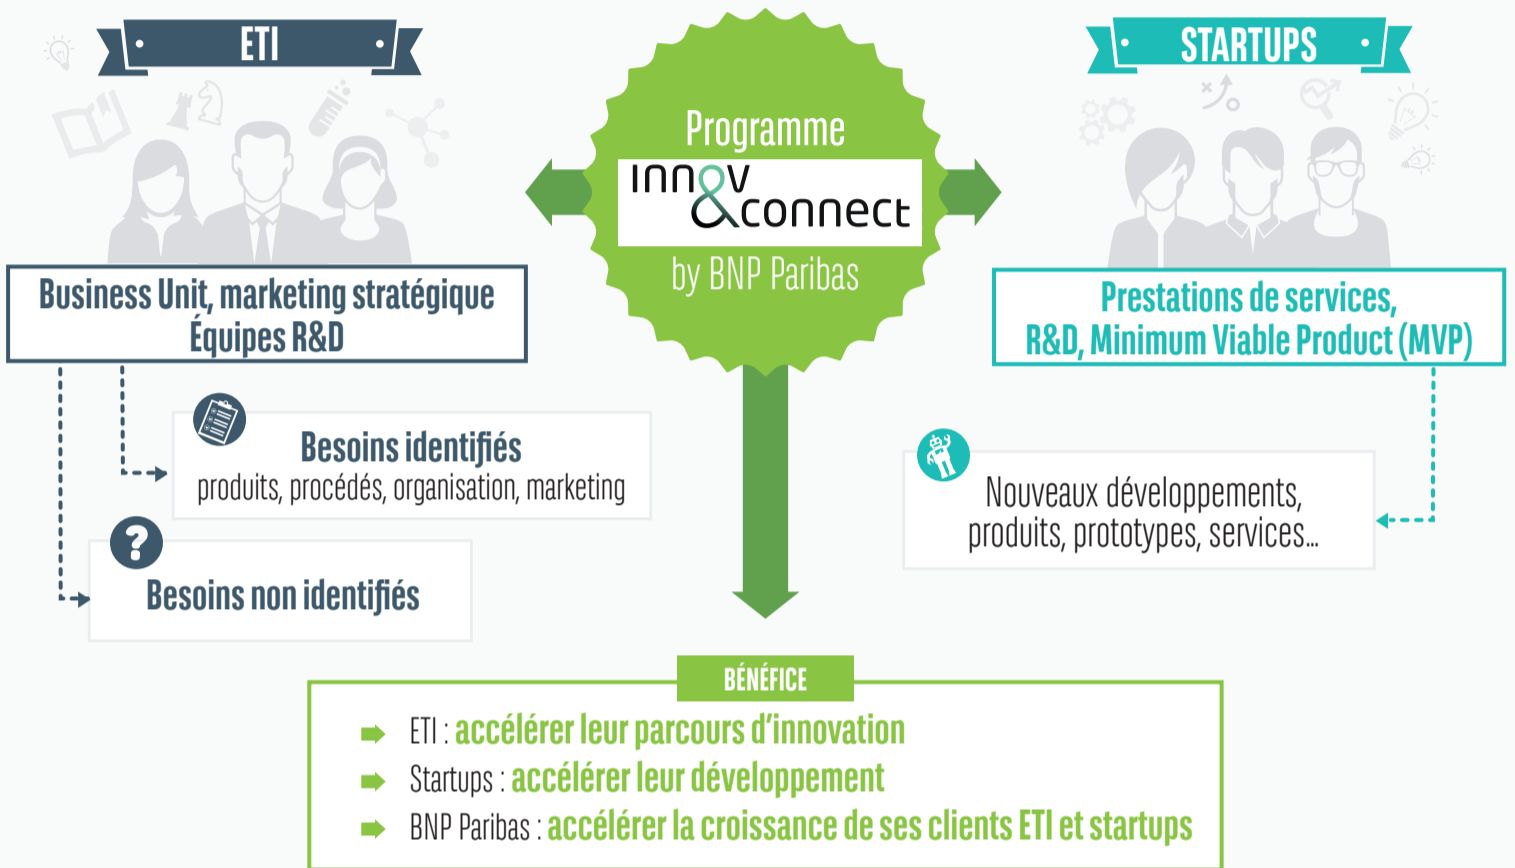 ETI
Business Unit, marketing stratégique
Équipes R&D
Besoins identifiés
produits, procédés, organisation, marketing
?
Besoins non identifiés
Programme
innov
&connect
by BNP Paribas
STARTUPS
Prestations de services,
R&D, Minimum Viable Product (MVP)
Nouveaux développements,
produits, prototypes, services...
BÉNÉFICE
ETI : accélérer leur parcours d’innovation
Startups : accélérer leur développement
BNP Paribas : accélérer la croissance de ses clients ETI et startups